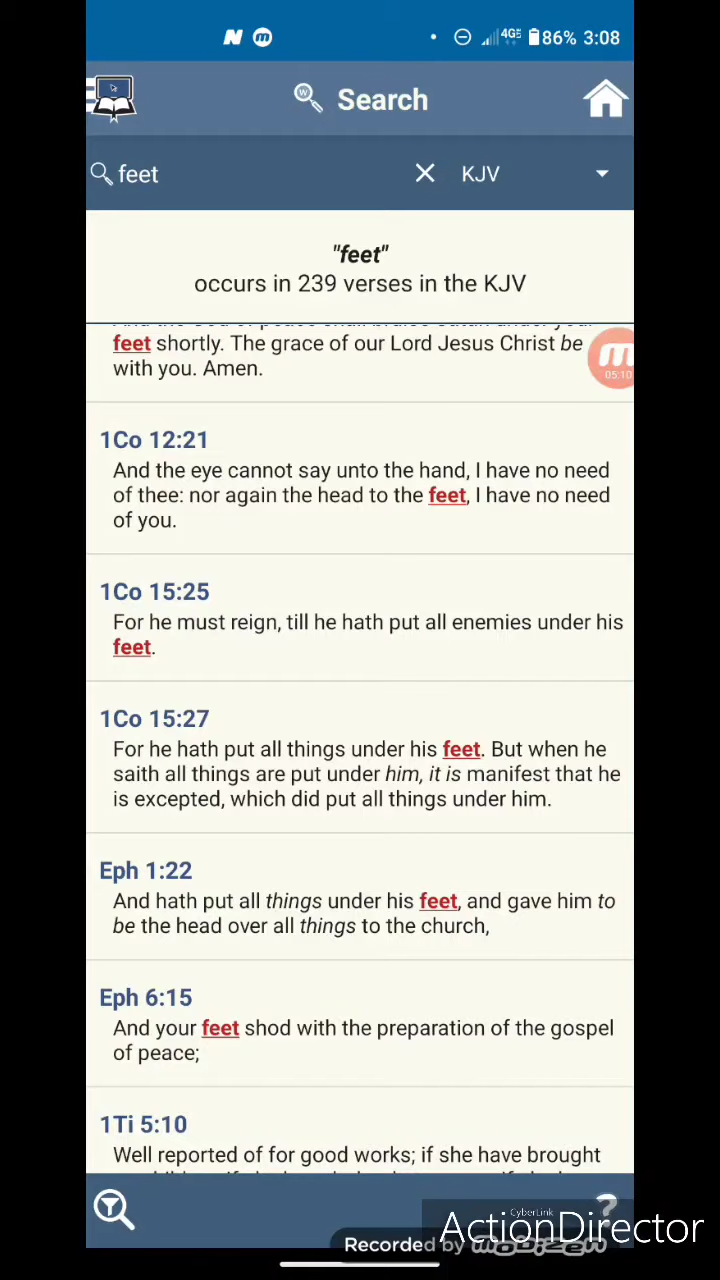 4GE 86% 3:08
Search
feet KJV
"feet"
occurs in 239 verses in the KJV
feet shortly. The grace of our Lord Jesus Christ be
with you. Amen.
05:10
1Co 12:21
And the eye cannot say unto the hand, I have no need
of thee: nor again the head to the feet, I have no need
of you.
1Co 15:25
For he must reign, till he hath put all enemies under his
feet.
1Co 15:27
For he hath put all things under his feet. But when he
saith all things are put under him, it is manifest that he
is excepted, which did put all things under him.
Eph 1:22
And hath put all things under his feet, and gave him to
be the head over all things to the church,
Eph 6:15
And your feet shod with the preparation of the gospel
of peace;
1Ti 5:10
Well reported of for good works; if she have brought
CyberLink
ActionDirector
Recorded by mobizen